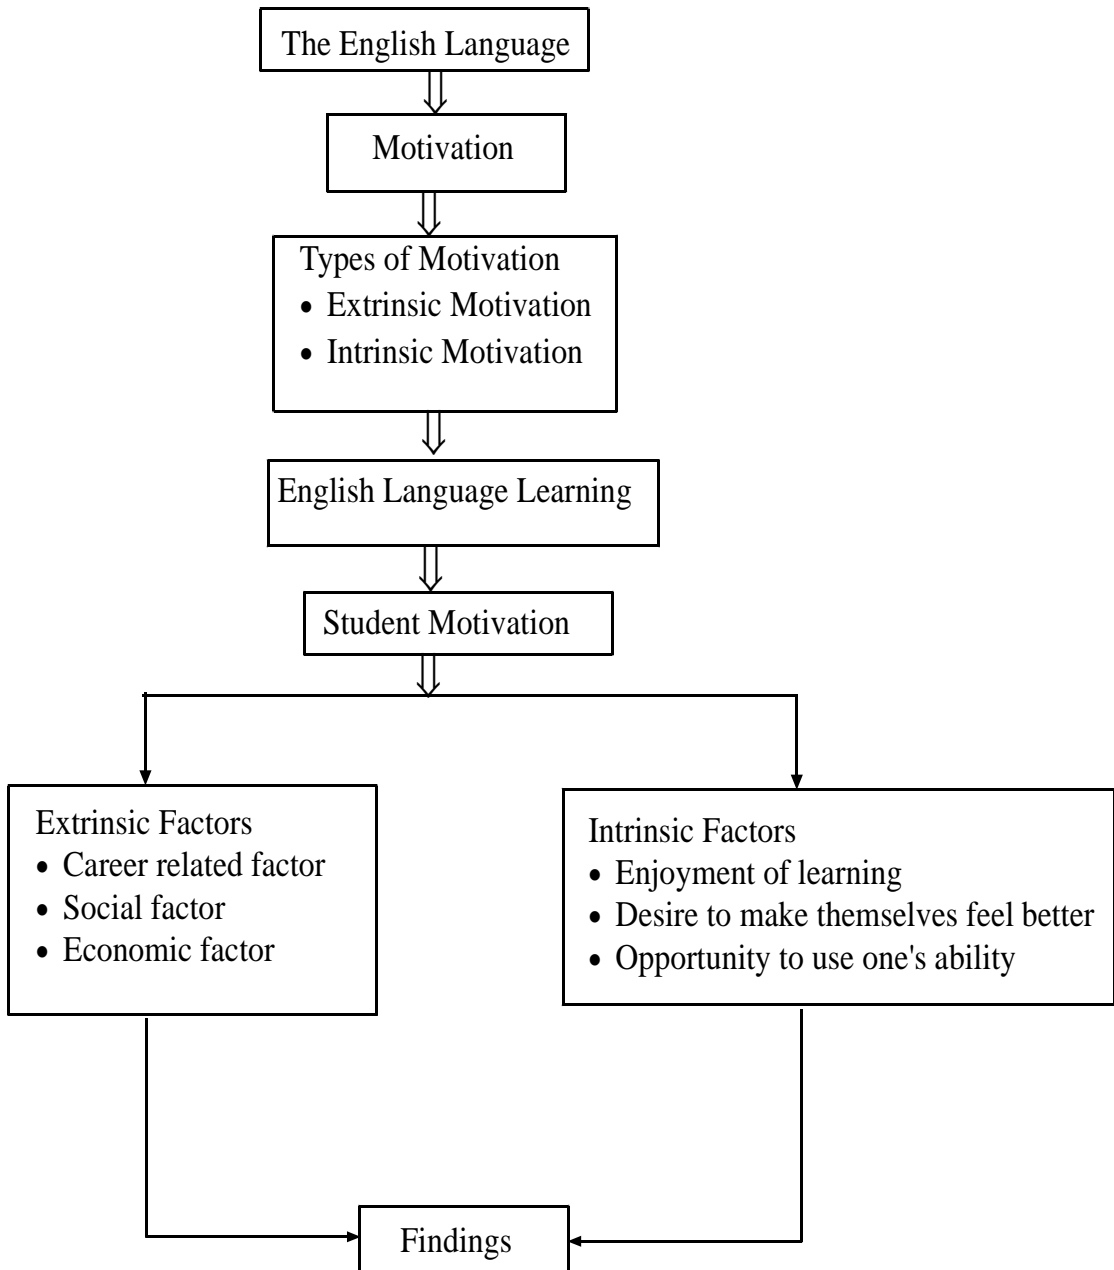 The English Language
Motivation
Types of Motivation
• Extrinsic Motivation
• Intrinsic Motivation
English Language Learning
Student Motivation
Extrinsic Factors
• Career related factor
• Social factor
• Economic factor
Intrinsic Factors
• Enjoyment of learning
• Desire to make themselves feel better
• Opportunity to use one's ability
Findings